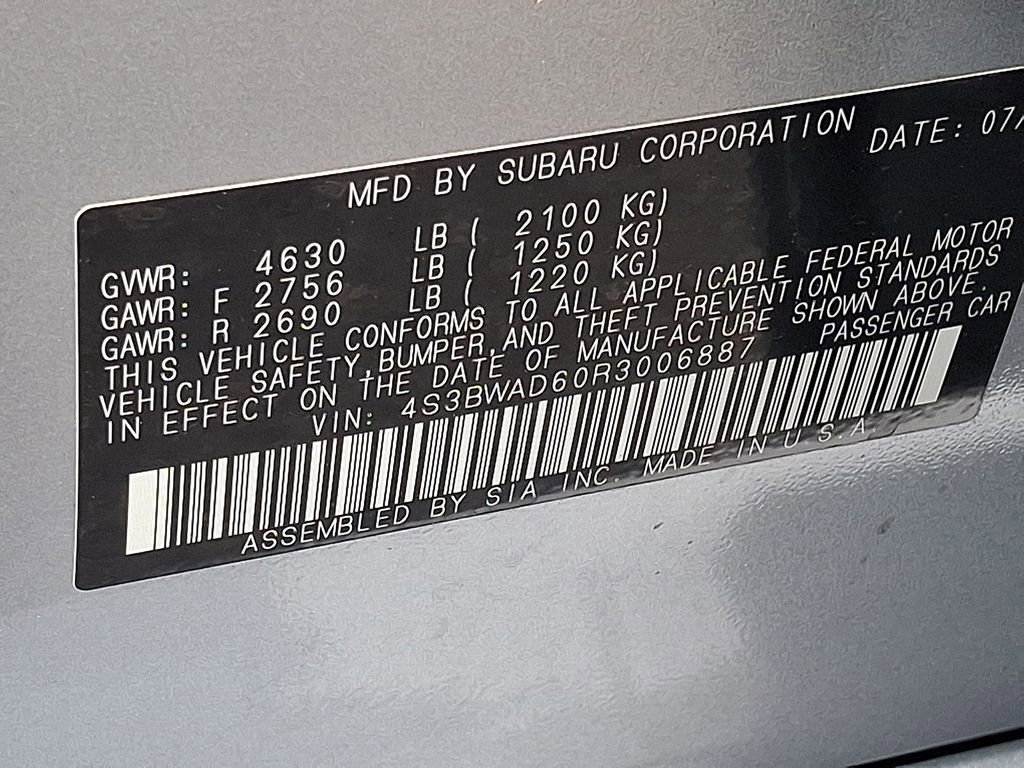 MFD BY SUBARU CORPORATION DATE: 07/
GVWR: 4630 LB ( 2100 KG)
GAWR: F 2756 LB ( 1250 KG)
GAWR: R 2690 LB ( 1220 KG)
THIS VEHICLE CONFORMS TO ALL APPLICABLE FEDERAL MOTOR
VEHICLE SAFETY, BUMPER, AND THEFT PREVENTION STANDARDS
IN EFFECT ON THE DATE OF MANUFACTURE SHOWN ABOVE.
VIN: 4S3BWAD60R3006887 PASSENGER CAR
ASSEMBLED BY SIA INC. MADE IN U.S.A.